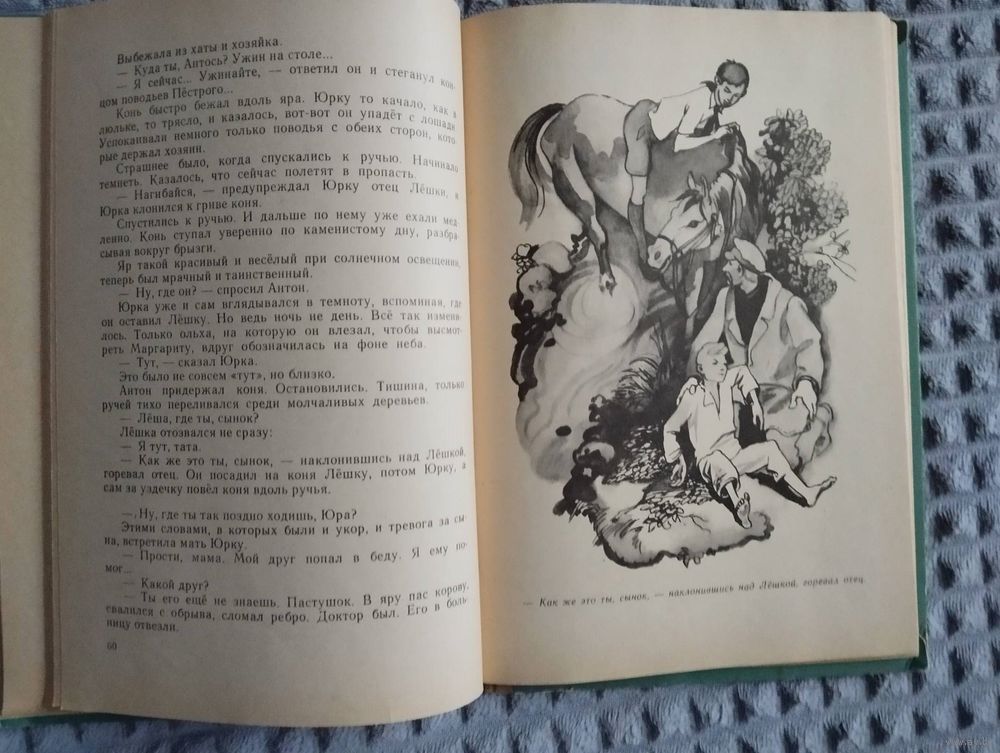 Выбежала из хаты и хозяйка.
— Куда ты, Антось? Ужин на столе...
— Я сейчас... Ужинайте, — ответил он и стеганул кон-
цом поводьев Пёстрого...
Конь быстро бежал вдоль яра. Юрку то качало, как в
люльке, то трясло, и казалось, вот-вот он упадёт с лошади
Успокаивали немного только поводья с обеих сторон, кото-
рые держал хозяин.
Страшнее было, когда спускались к ручью. Начинало
темнеть. Казалось, что сейчас полетят в пропасть.
— Нагибайся, — предупреждал Юрку отец Лёшки, и
Юрка клонился к гриве коня.
Спустились к ручью. И дальше по нему уже ехали мед-
ленно. Конь ступал уверенно по каменистому дну, разбра-
сывая вокруг брызги.
Яр такой красивый и весёлый при солнечном освещении,
теперь был мрачный и таинственный.
— Ну, где он? — спросил Антон.
Юрка уже и сам вглядывался в темноту, вспоминая, где
он оставил Лёшку. Но ведь ночь не день. Всё так измени-
лось. Только ольха, на которую он влезал, чтобы высмот-
реть Маргариту, вдруг обозначилась на фоне неба.
— Тут, — сказал Юрка.
Это было не совсем «тут», но близко.
Антон придержал коня. Остановились. Тишина, только
ручей тихо переливался среди молчаливых деревьев.
— Лёша, где ты, сынок?
Лёшка отозвался не сразу:
— Я тут, тата.
— Как же это ты, сынок, — наклонившись над Лёшкой,
горевал отец. Он посадил на коня Лёшку, потом Юрку, а
сам за уздечку повёл коня вдоль ручья.
— Ну, где ты так поздно ходишь, Юра?
Этими словами, в которых были и укор, и тревога за сы-
на, встретила мать Юрку.
— Прости, мама. Мой друг попал в беду. Я ему по-
мог...
— Какой друг?
— Ты его ещё не знаешь. Пастушок. В яру пас корову,
свалился с обрыва, сломал ребро. Доктор был. Его в боль-
ницу отвезли.
60
— Как же это ты, сынок, — наклонившись над Лёшкой, горевал отец.